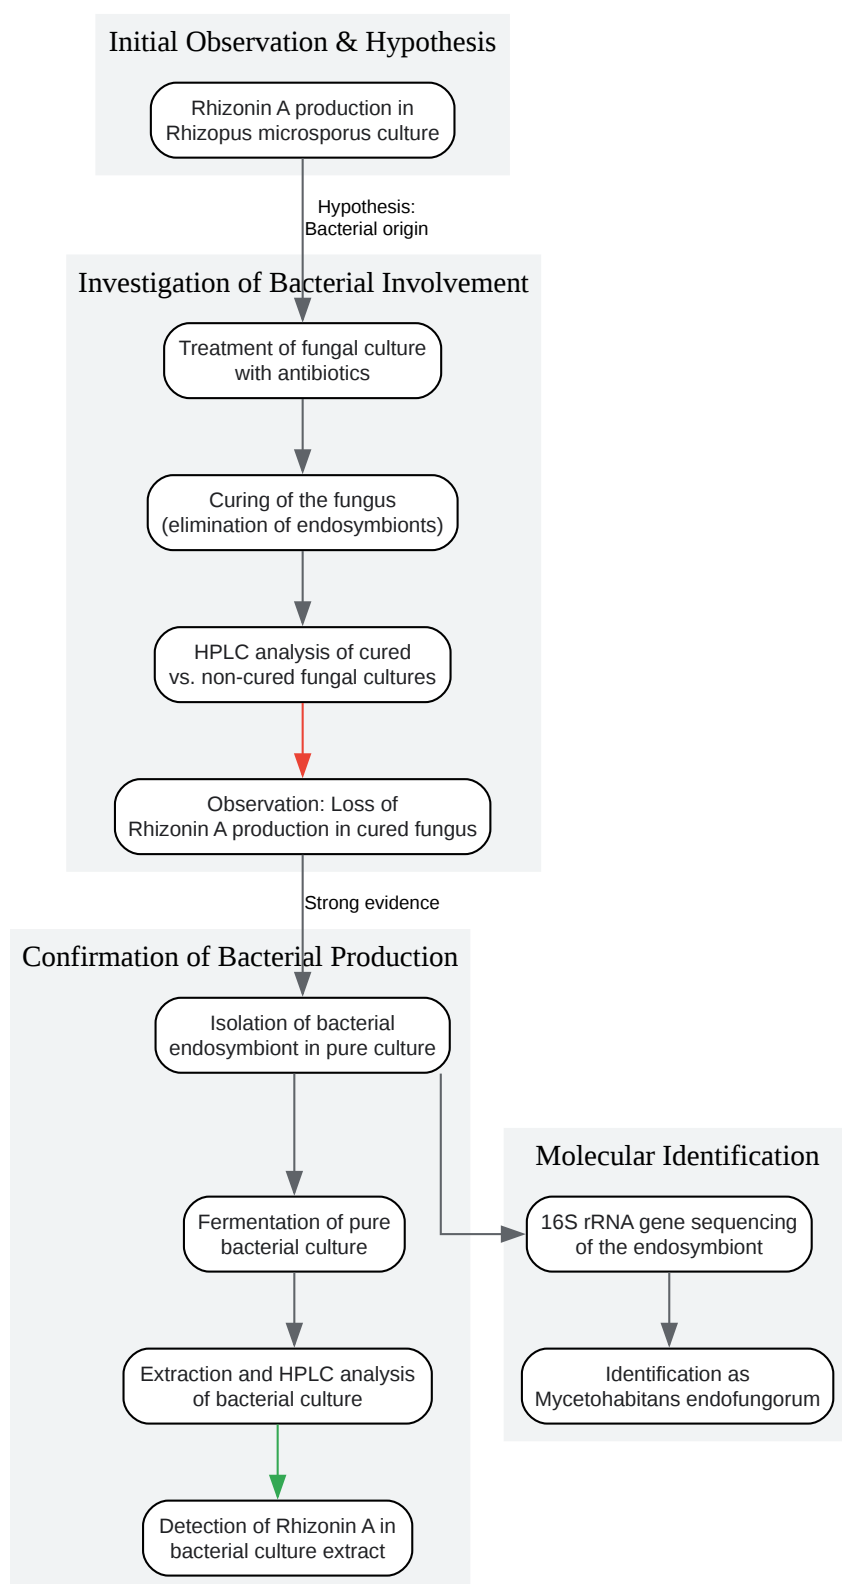 Initial Observation & Hypothesis
Rhizonin A production in
Rhizopus microsporus culture
Hypothesis:
Bacterial origin
Investigation of Bacterial Involvement
Treatment of fungal culture
with antibiotics
Curing of the fungus
(elimination of endosymbionts)
HPLC analysis of cured
vs. non-cured fungal cultures
Observation: Loss of
Rhizonin A production in cured fungus
Strong evidence
Confirmation of Bacterial Production
Isolation of bacterial
endosymbiont in pure culture
Fermentation of pure
bacterial culture
Extraction and HPLC analysis
of bacterial culture
Detection of Rhizonin A in
bacterial culture extract
Molecular Identification
16S rRNA gene sequencing
of the endosymbiont
Identification as
Mycetohabitans endofungorum